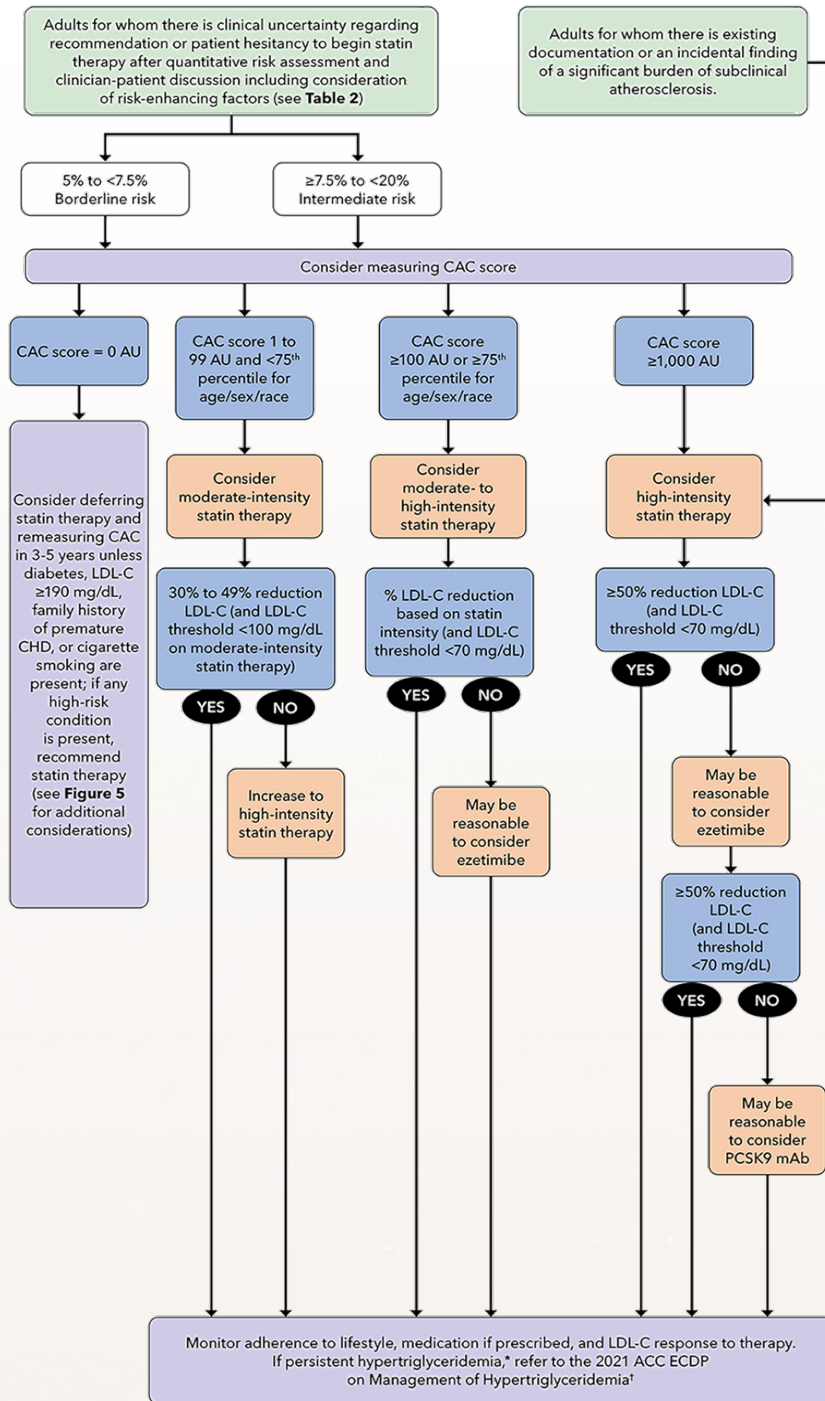 Adults for whom there is clinical uncertainty regarding
recommendation or patient hesitancy to begin statin
therapy after quantitative risk assessment and
clinician-patient discussion including consideration
of risk-enhancing factors (see Table 2)
Adults for whom there is existing
documentation or an incidental finding
of a significant burden of subclinical
atherosclerosis.
5% to <7.5%
Borderline risk
≥7.5% to <20%
Intermediate risk
Consider measuring CAC score
CAC score = 0 AU
CAC score 1 to
99 AU and <75th
percentile for
age/sex/race
CAC score
≥100 AU or ≥75th
percentile for
age/sex/race
CAC score
≥1,000 AU
Consider deferring
statin therapy and
remeasuring CAC
in 3-5 years unless
diabetes, LDL-C
≥190 mg/dL,
family history
of premature
CHD, or cigarette
smoking are
present; if any
high-risk
condition
is present,
recommend
statin therapy
(see Figure 5
for additional
considerations)
Consider
moderate-intensity
statin therapy
Consider
moderate- to
high-intensity
statin therapy
Consider
high-intensity
statin therapy
30% to 49% reduction
LDL-C (and LDL-C
threshold <100 mg/dL
on moderate-intensity
statin therapy)
% LDL-C reduction
based on statin
intensity (and LDL-C
threshold <70 mg/dL)
≥50% reduction LDL-C
(and LDL-C
threshold <70 mg/dL)
YES
NO
YES
NO
YES
NO
Increase to
high-intensity
statin therapy
May be
reasonable
to consider
ezetimibe
May be
reasonable
to consider
ezetimibe
≥50% reduction
LDL-C
(and LDL-C
threshold
<70 mg/dL)
YES
NO
May be
reasonable
to consider
PCSK9 mAb
Monitor adherence to lifestyle, medication if prescribed, and LDL-C response to therapy.
If persistent hypertriglyceridemia,* refer to the 2021 ACC ECDP
on Management of Hypertriglyceridemia†